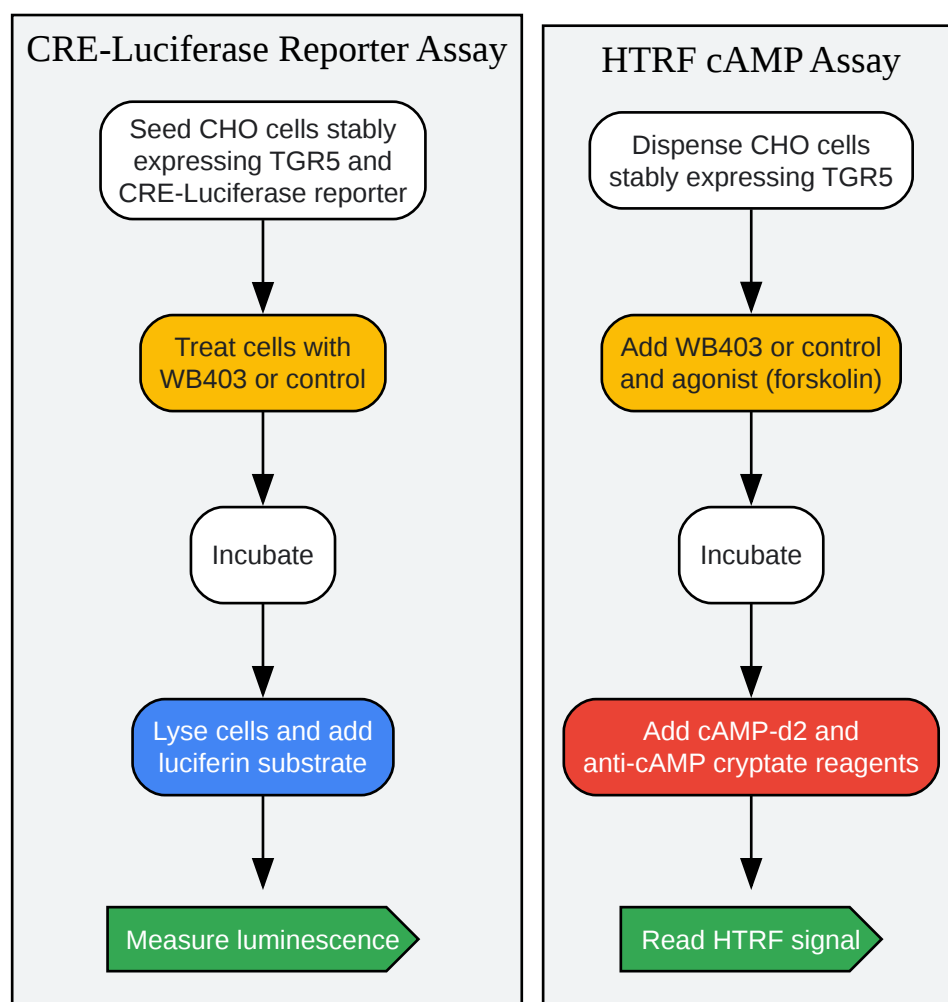 CRE-Luciferase Reporter Assay
Seed CHO cells stably
expressing TGR5 and
CRE-Luciferase reporter
Treat cells with
WB403 or control
Incubate
Lyse cells and add
luciferin substrate
Measure luminescence
HTRF cAMP Assay
Dispense CHO cells
stably expressing TGR5
Add WB403 or control
and agonist (forskolin)
Incubate
Add cAMP-d2 and
anti-cAMP cryptate reagents
Read HTRF signal